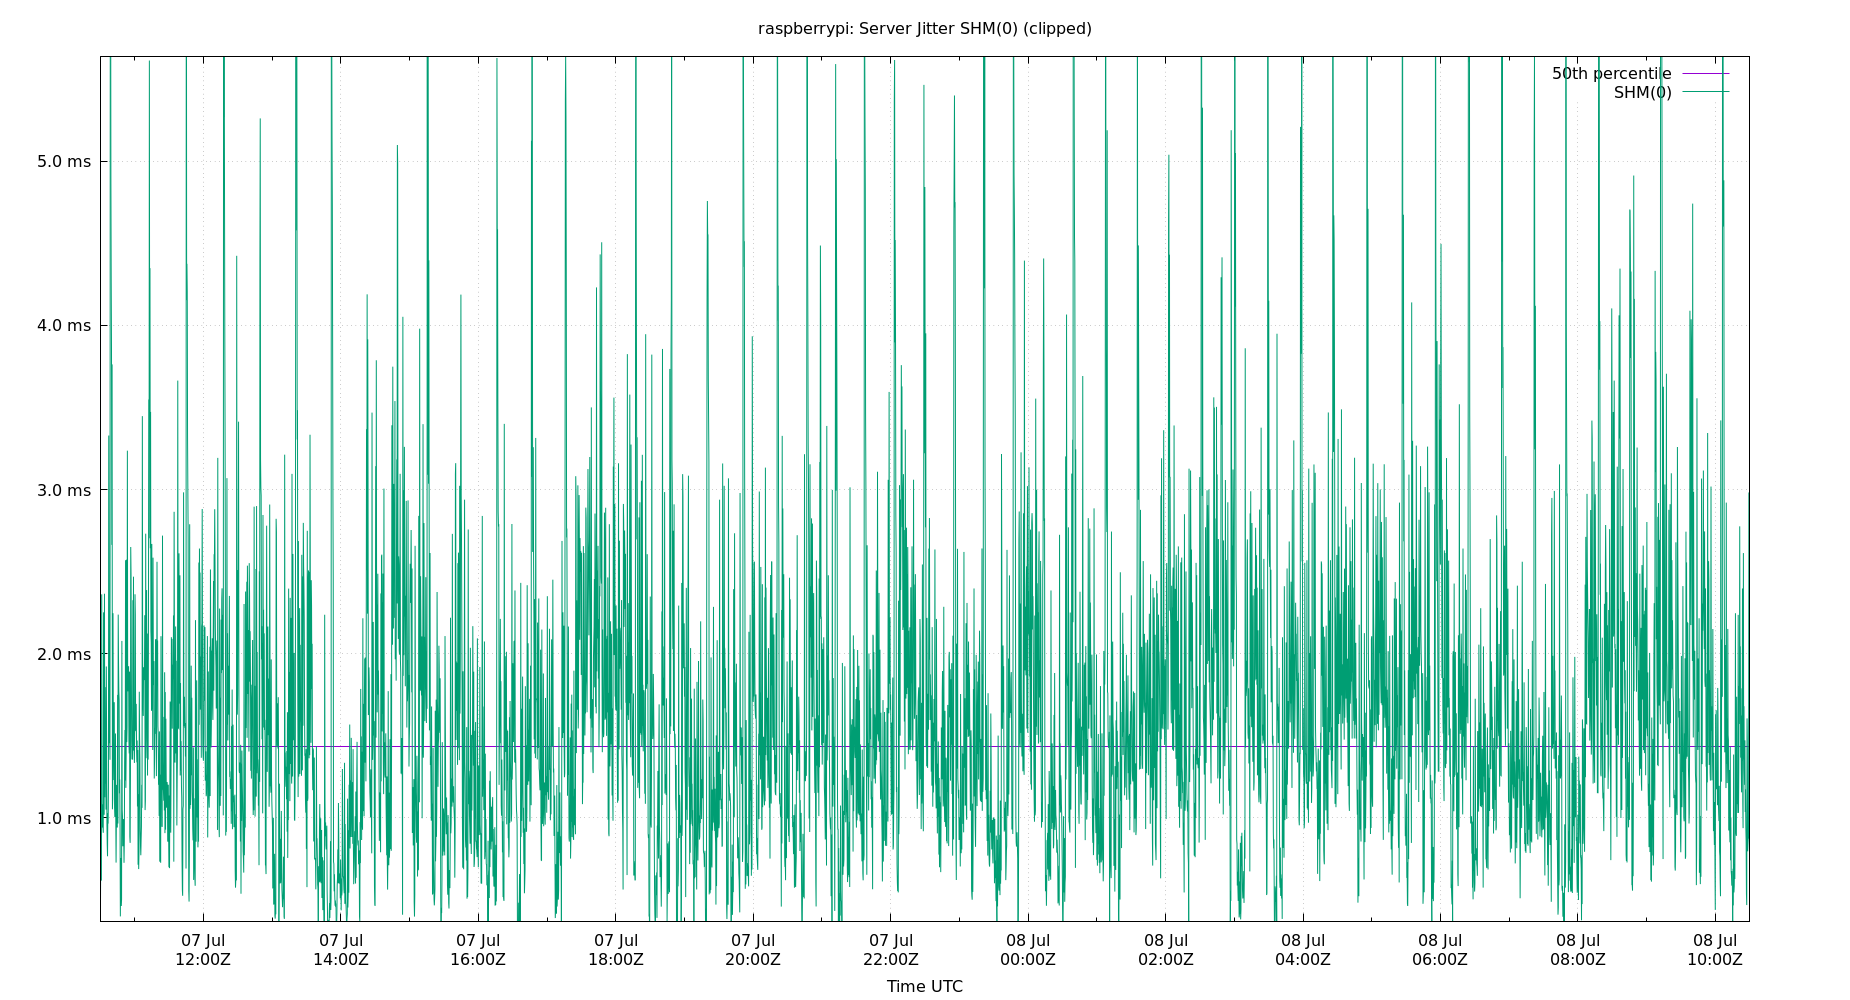 raspberrypi: Server Jitter SHM(0) (clipped)
50th percentile
SHM(0)
5.0 ms
4.0 ms
3.0 ms
2.0 ms
1.0 ms
07 Jul 07 Jul 07 Jul 07 Jul 07 Jul 07 Jul 08 Jul 08 Jul 08 Jul 08 Jul 08 Jul 08 Jul
12:00Z 14:00Z 16:00Z 18:00Z 20:00Z 22:00Z 00:00Z 02:00Z 04:00Z 06:00Z 08:00Z 10:00Z
Time UTC